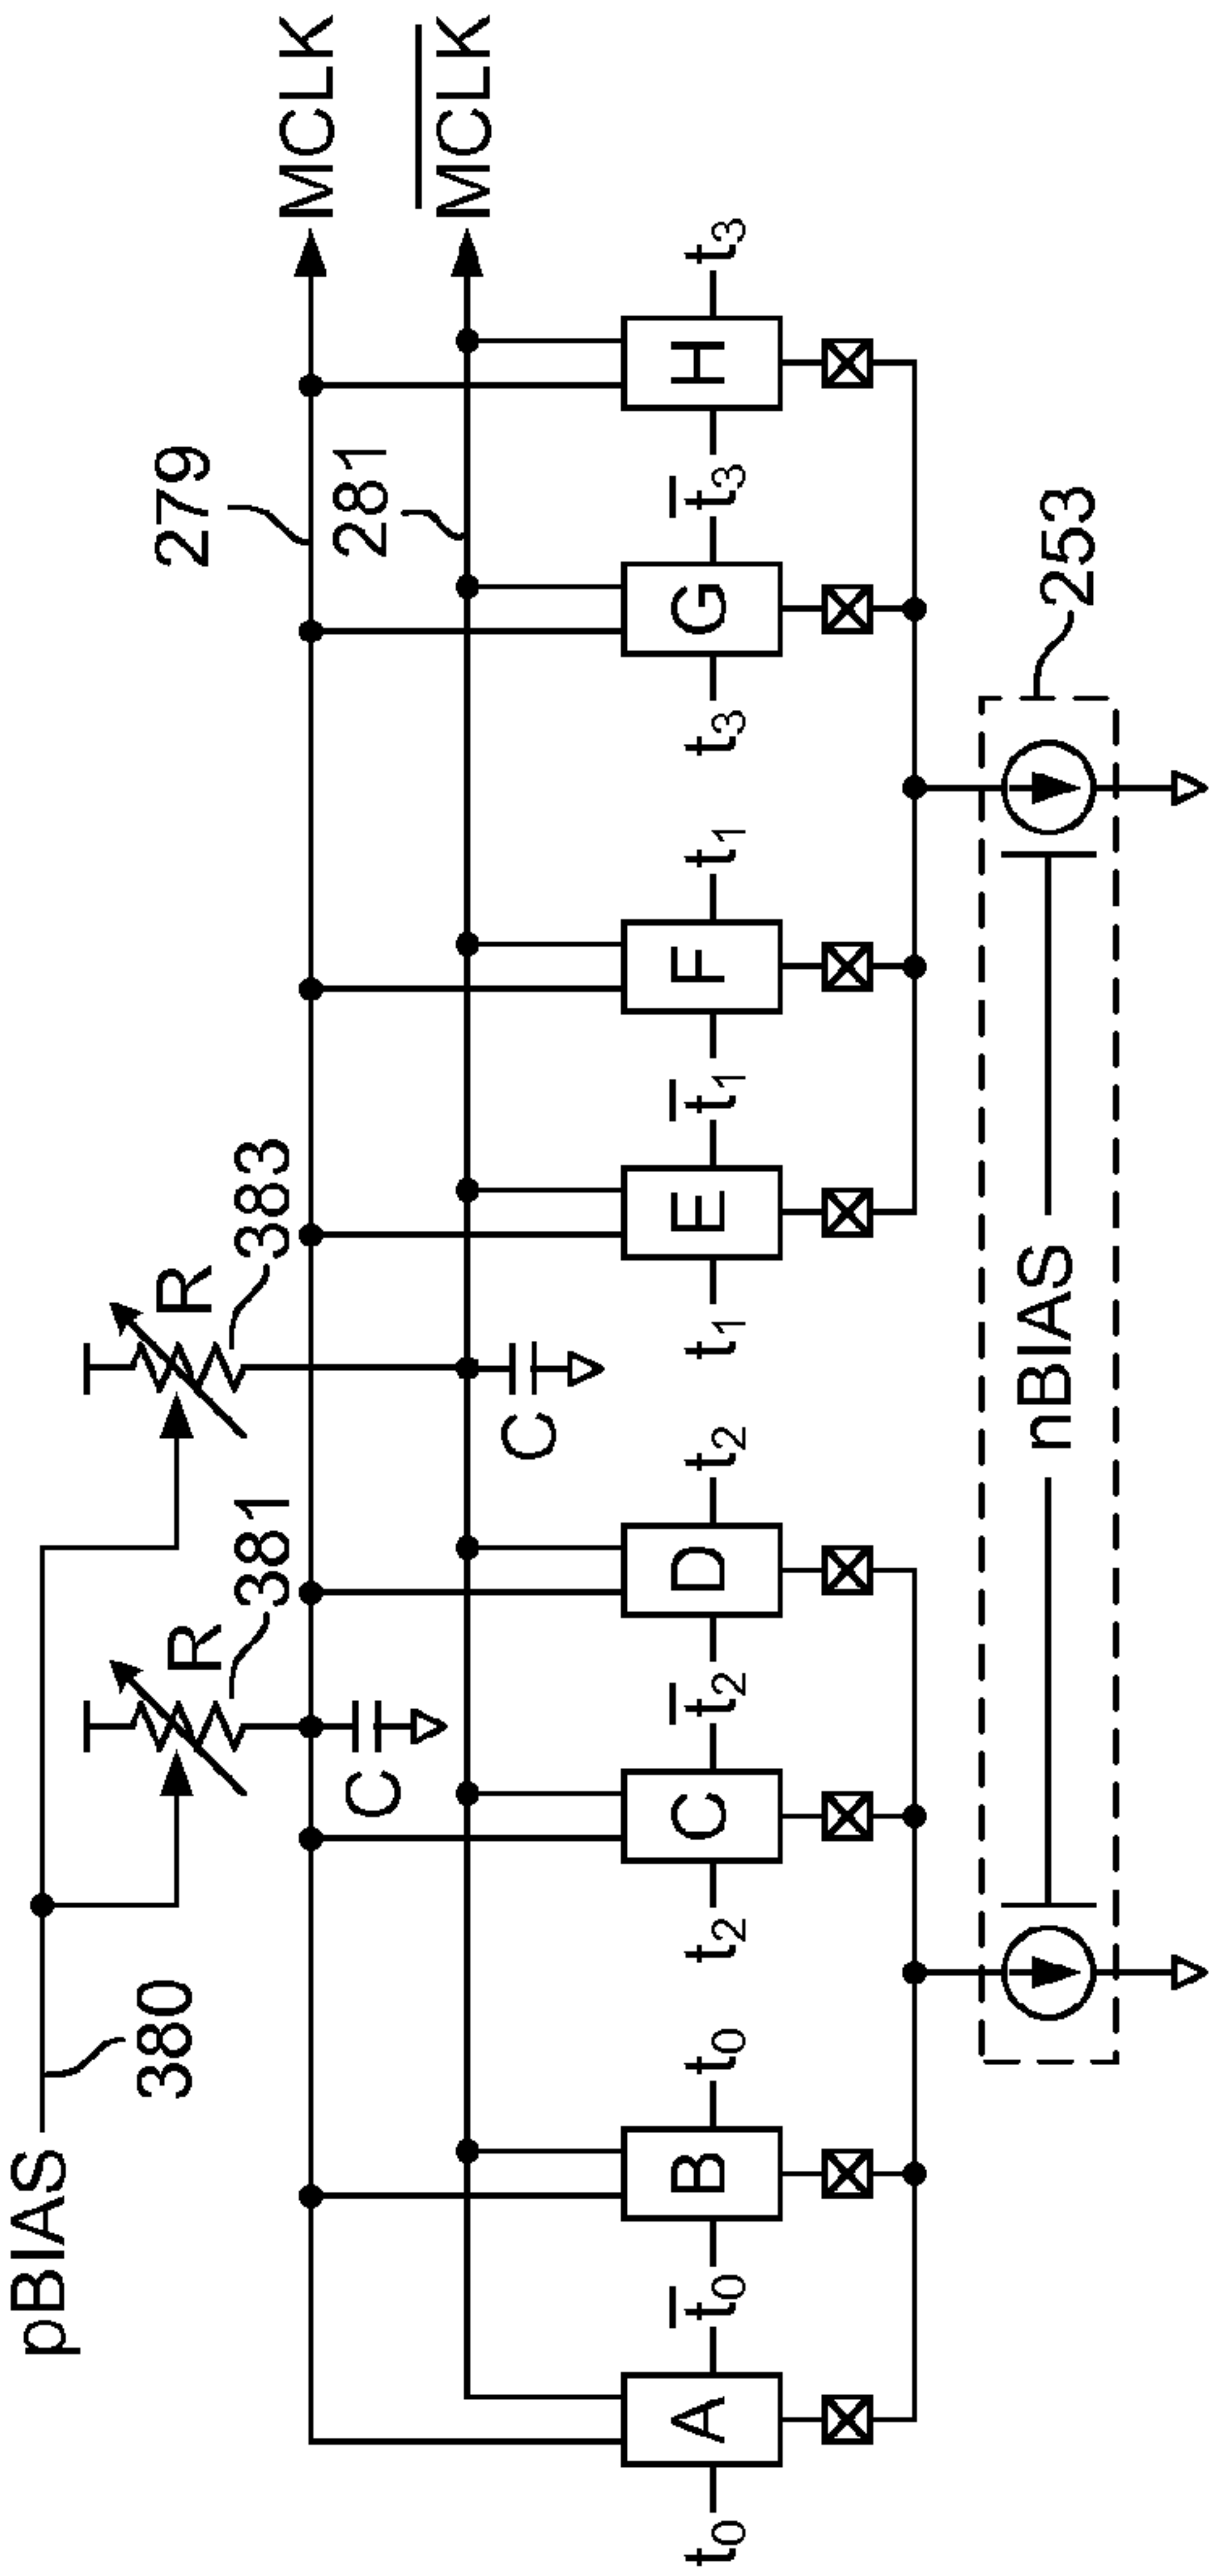 pBIAS
380
R
381
R
383
279
281
MCLK
M̅C̅L̅K̅
C
C
t₀ A t̅₀ B t₀ t₂ C t̅₂ D t₂ t₁ E t̅₁ F t₁ t₃ G t̅₃ H t₃
nBIAS
253